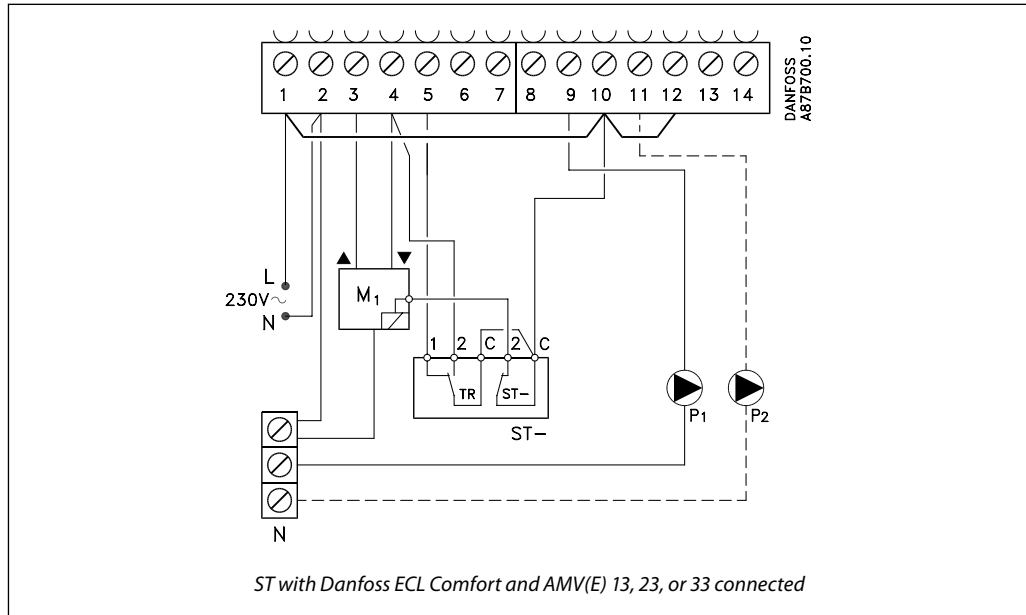 1 2 3 4 5 6 7 8 9 10 11 12 13 14
DANFOSS
A87B700.10
L
230V~
N
M1
1 2 C 2 C
TR ST–
ST–
P1 P2
N
ST with Danfoss ECL Comfort and AMV(E) 13, 23, or 33 connected